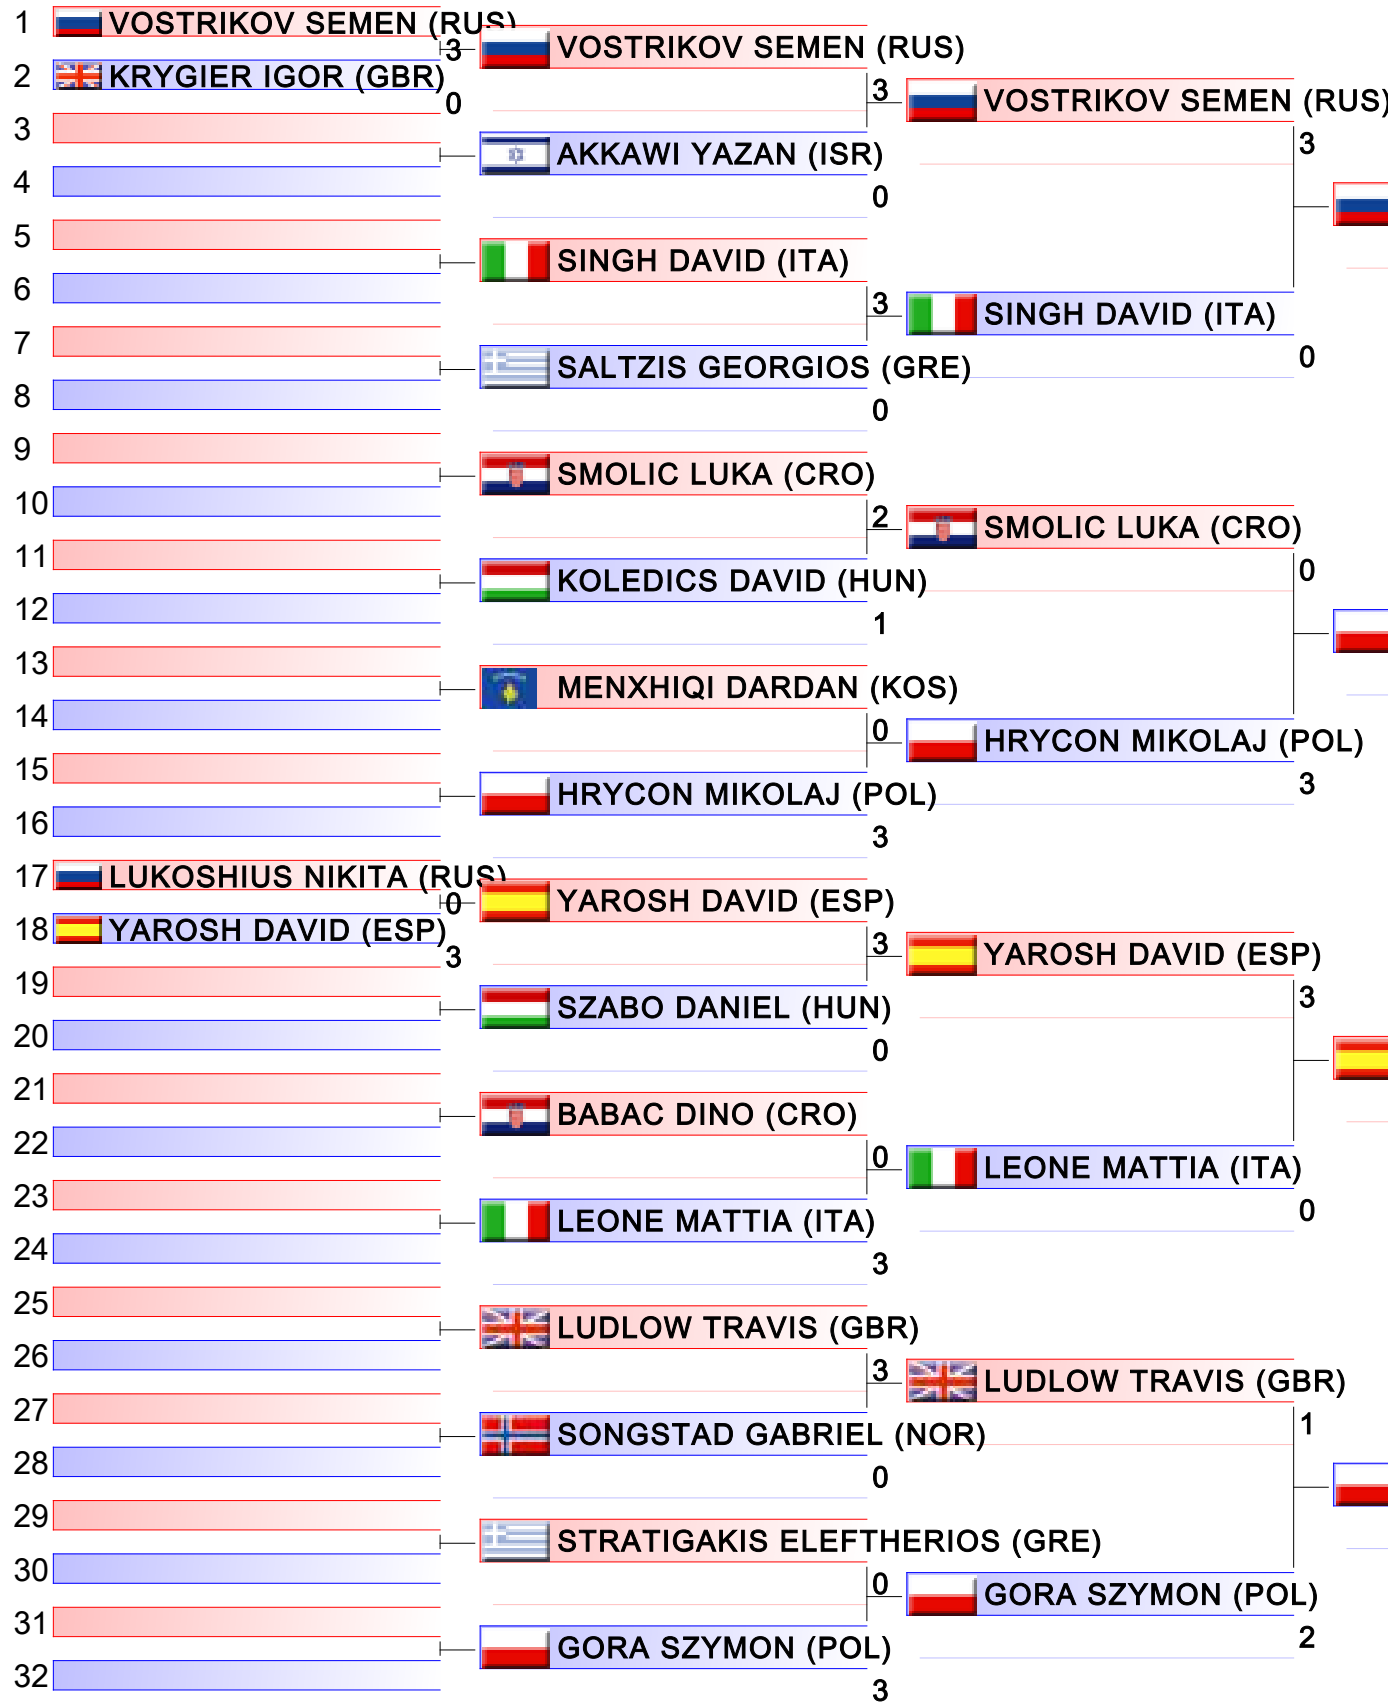 1 VOSTRIKOV SEMEN (RUS)
3
2 KRYGIER IGOR (GBR)
0
3
4
5
6
7
8
9
10
11
12
13
14
15
16
17 LUKOSHIUS NIKITA (RUS)
0
18 YAROSH DAVID (ESP)
3
19
20
21
22
23
24
25
26
27
28
29
30
31
32
VOSTRIKOV SEMEN (RUS)
3
AKKAWI YAZAN (ISR)
0
SINGH DAVID (ITA)
3
SALTZIS GEORGIOS (GRE)
0
SMOLIC LUKA (CRO)
2
KOLEDICS DAVID (HUN)
1
MENXHIQI DARDAN (KOS)
0
HRYCON MIKOLAJ (POL)
3
YAROSH DAVID (ESP)
3
SZABO DANIEL (HUN)
0
BABAC DINO (CRO)
0
LEONE MATTIA (ITA)
3
LUDLOW TRAVIS (GBR)
3
SONGSTAD GABRIEL (NOR)
0
STRATIGAKIS ELEFTHERIOS (GRE)
0
GORA SZYMON (POL)
3
VOSTRIKOV SEMEN (RUS)
3
SINGH DAVID (ITA)
0
SMOLIC LUKA (CRO)
0
HRYCON MIKOLAJ (POL)
3
YAROSH DAVID (ESP)
3
LEONE MATTIA (ITA)
0
LUDLOW TRAVIS (GBR)
1
GORA SZYMON (POL)
2